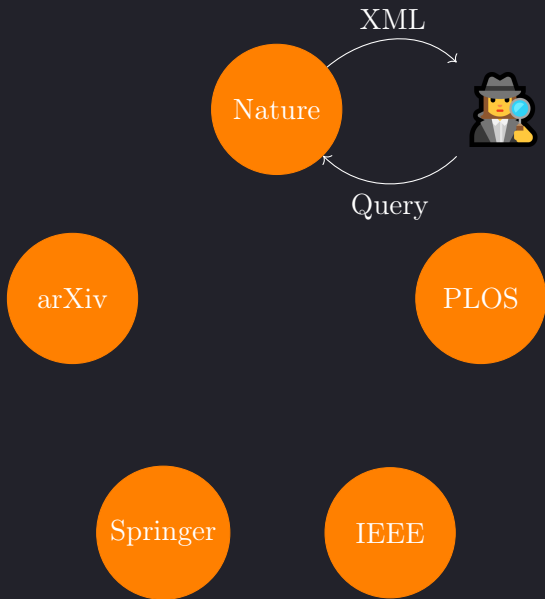 XML
Nature
Query
arXiv
PLOS
Springer
IEEE